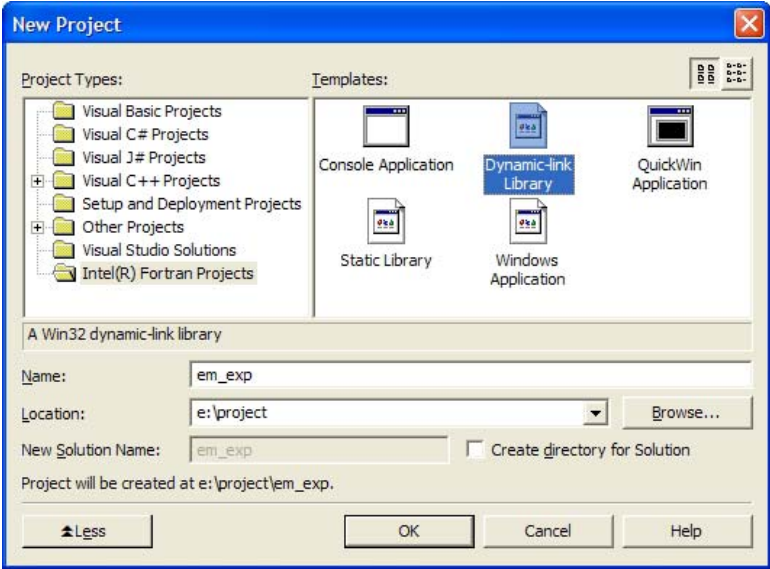 New Project
Project Types:
Templates:
Visual Basic Projects
Visual C# Projects
Visual J# Projects
Visual C++ Projects
Setup and Deployment Projects
Other Projects
Visual Studio Solutions
Intel(R) Fortran Projects
Console Application
Dynamic-link
Library
QuickWin
Application
Static Library
Windows
Application
A Win32 dynamic-link library
Name:
em_exp
Location:
e:\project
Browse...
New Solution Name:
em_exp
Create directory for Solution
Project will be created at e:\project\em_exp.
Less
OK
Cancel
Help